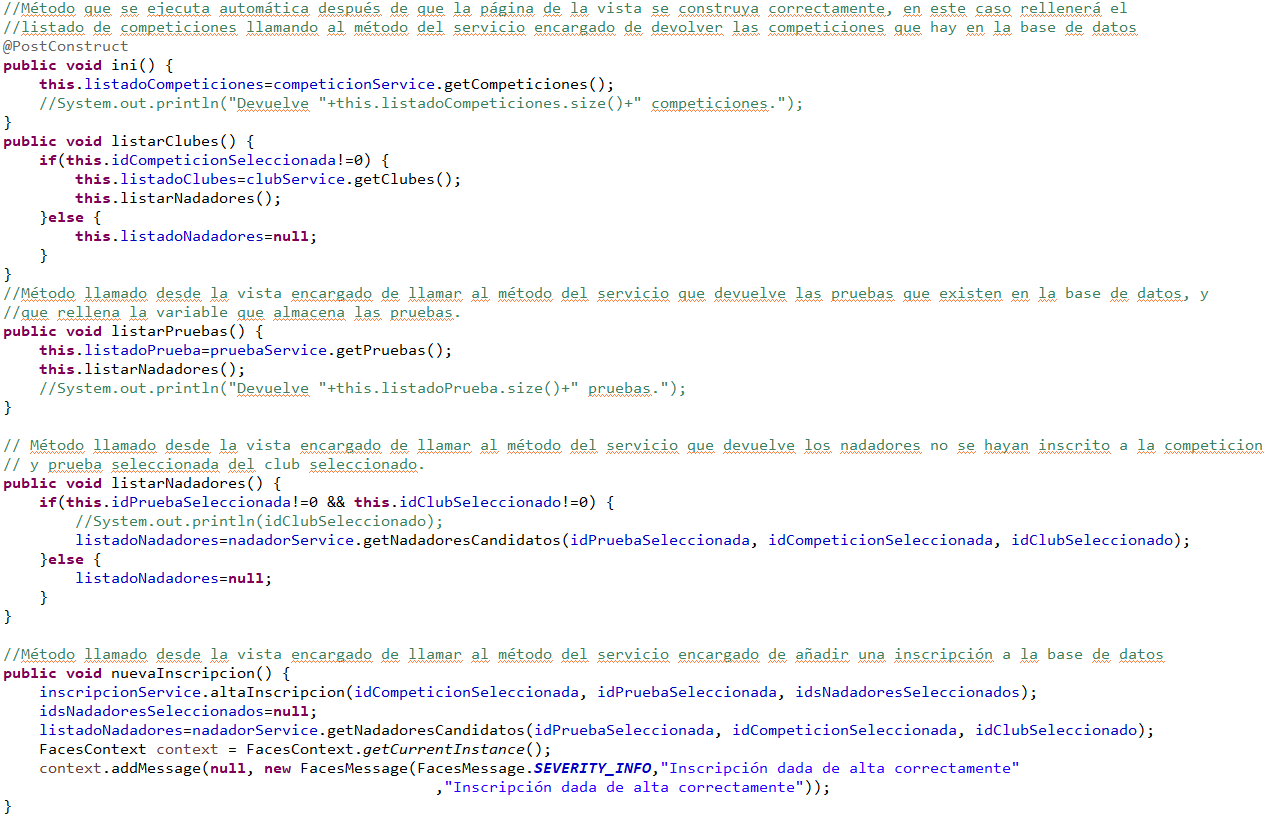 //Método que se ejecuta automática después de que la página de la vista se construya correctamente, en este caso rellenerá el
//listado de competiciones llamando al método del servicio encargado de devolver las competiciones que hay en la base de datos
@PostConstruct
public void ini() {
    this.listadoCompeticiones=competicionService.getCompeticiones();
    //System.out.println("Devuelve "+this.listadoCompeticiones.size()+" competiciones.");
}
public void listarClubes() {
    if(this.idCompeticionSeleccionada!=0) {
        this.listadoClubes=clubService.getClubes();
        this.listarNadadores();
    }else {
        this.listadoNadadores=null;
    }
}
//Método llamado desde la vista encargado de llamar al método del servicio que devuelve las pruebas que existen en la base de datos, y
//que rellena la variable que almacena las pruebas.
public void listarPruebas() {
    this.listadoPrueba=pruebaService.getPruebas();
    this.listarNadadores();
    //System.out.println("Devuelve "+this.listadoPrueba.size()+" pruebas.");
}

// Método llamado desde la vista encargado de llamar al método del servicio que devuelve los nadadores no se hayan inscrito a la competicion
// y prueba seleccionada del club seleccionado.
public void listarNadadores() {
    if(this.idPruebaSeleccionada!=0 && this.idClubSeleccionado!=0) {
        //System.out.println(idClubSeleccionado);
        listadoNadadores=nadadorService.getNadadoresCandidatos(idPruebaSeleccionada, idCompeticionSeleccionada, idClubSeleccionado);
    }else {
        listadoNadadores=null;
    }
}

//Método llamado desde la vista encargado de llamar al método del servicio encargado de añadir una inscripción a la base de datos
public void nuevaInscripcion() {
    inscripcionService.altaInscripcion(idCompeticionSeleccionada, idPruebaSeleccionada, idsNadadoresSeleccionados);
    idsNadadoresSeleccionados=null;
    listadoNadadores=nadadorService.getNadadoresCandidatos(idPruebaSeleccionada, idCompeticionSeleccionada, idClubSeleccionado);
    FacesContext context = FacesContext.getCurrentInstance();
    context.addMessage(null, new FacesMessage(FacesMessage.SEVERITY_INFO,"Inscripción dada de alta correctamente"
                                                ,"Inscripción dada de alta correctamente"));
}